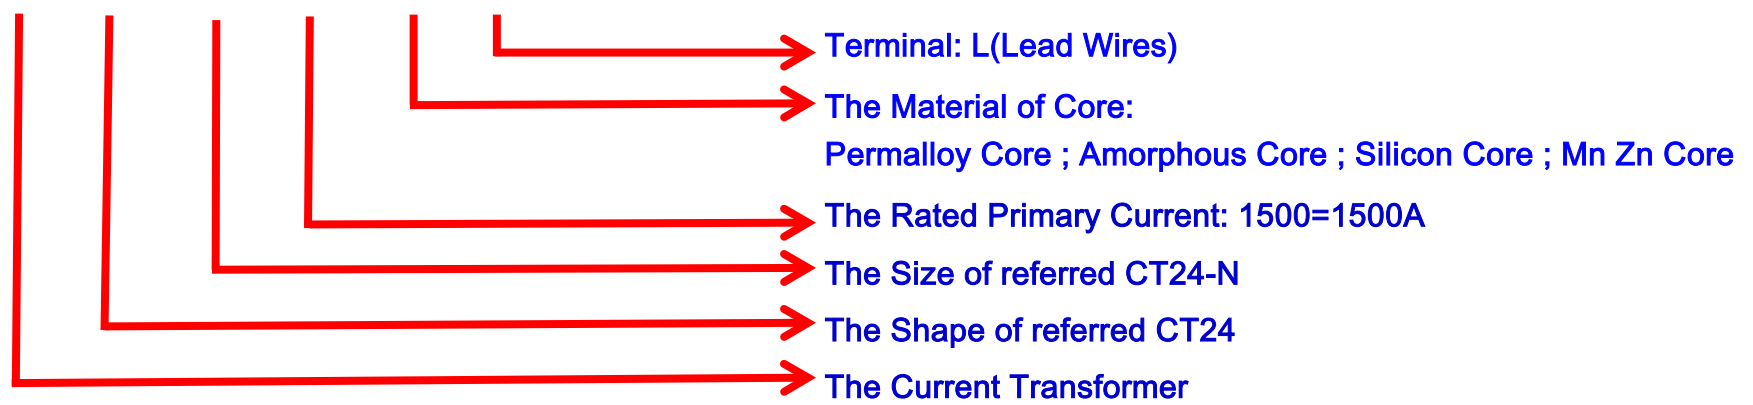 Terminal: L(Lead Wires)
The Material of Core:
Permalloy Core ; Amorphous Core ; Silicon Core ; Mn Zn Core
The Rated Primary Current: 1500=1500A
The Size of referred CT24-N
The Shape of referred CT24
The Current Transformer